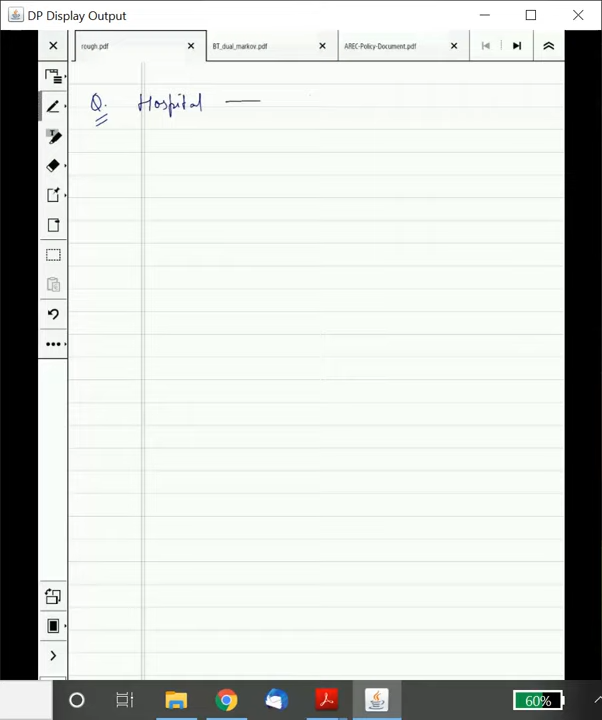 DP Display Output
rough.pdf
BT_dual_markov.pdf
AREC-Policy-Document.pdf
Q. Hospital —
60%